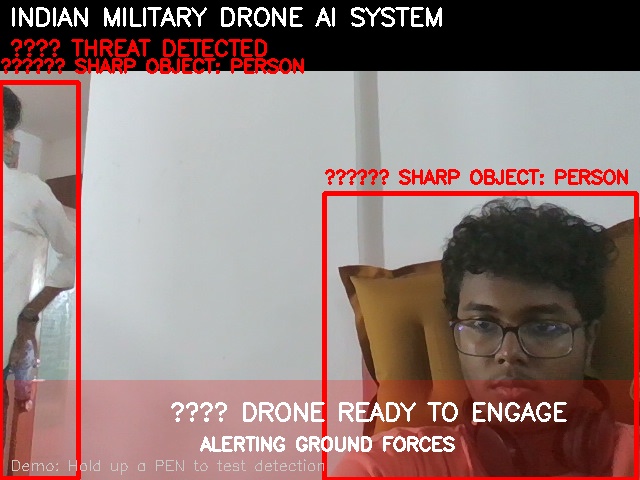 INDIAN MILITARY DRONE AI SYSTEM
???? THREAT DETECTED
?????? SHARP OBJECT: PERSON
?????? SHARP OBJECT: PERSON
???? DRONE READY TO ENGAGE
ALERTING GROUND FORCES
Demo: Hold up a PEN to test detection